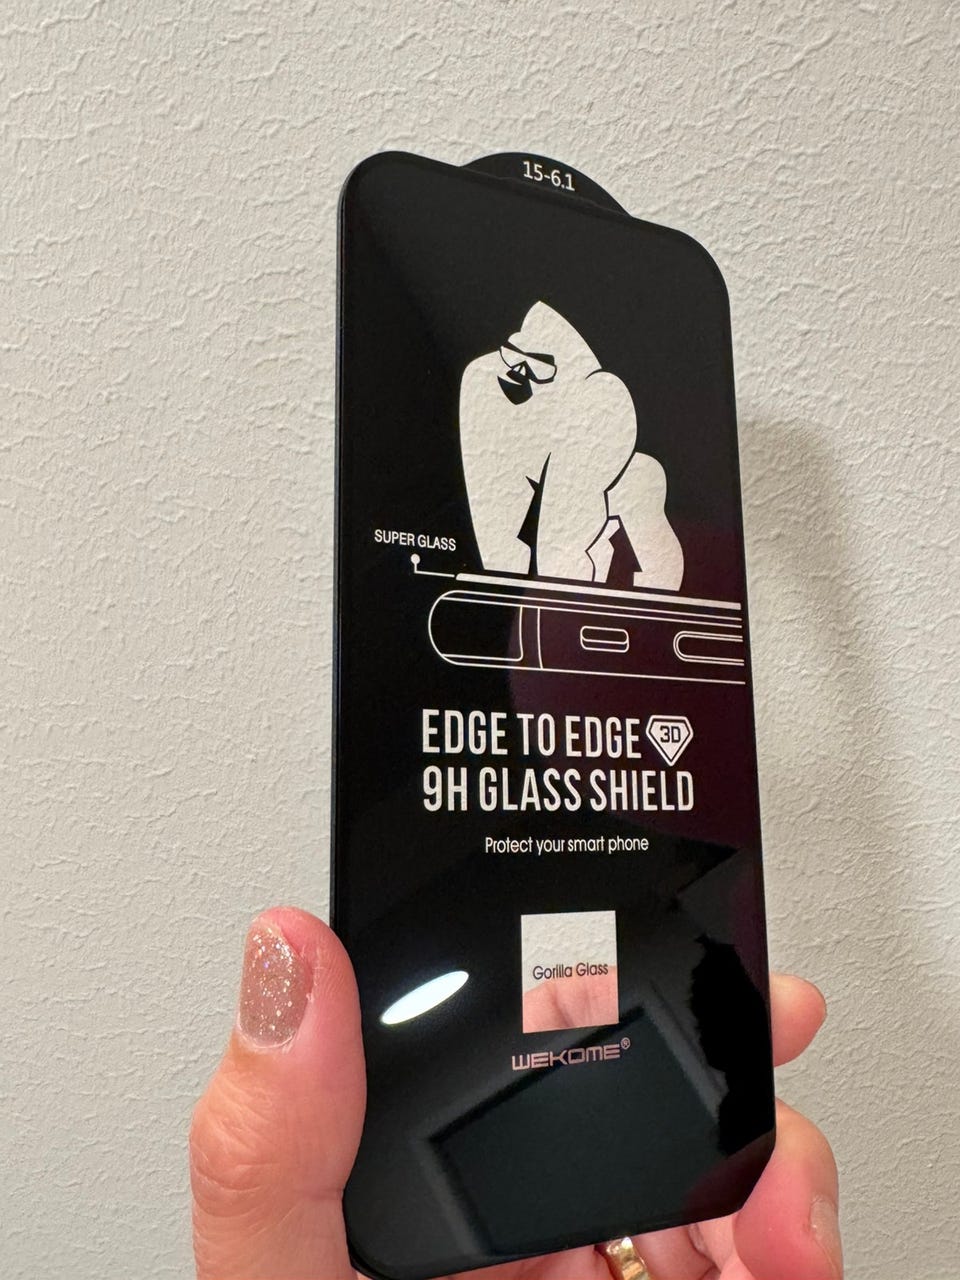 15-6.1
SUPER GLASS
EDGE TO EDGE 3D
9H GLASS SHIELD
Protect your smart phone
Gorilla Glass
WEKOME®